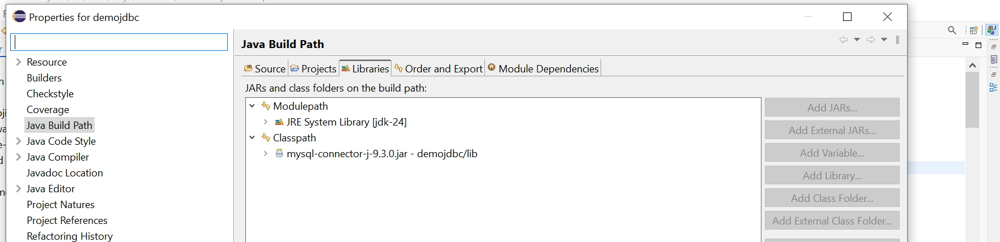 Properties for demojdbc
Resource
Builders
Checkstyle
Coverage
Java Build Path
Java Code Style
Java Compiler
Javadoc Location
Java Editor
Project Natures
Project References
Refactoring History
Java Build Path
Source Projects Libraries Order and Export Module Dependencies
JARs and class folders on the build path:
Modulepath
JRE System Library [jdk-24]
Classpath
mysql-connector-j-9.3.0.jar - demojdbc/lib
Add JARs...
Add External JARs...
Add Variable...
Add Library...
Add Class Folder...
Add External Class Folder...